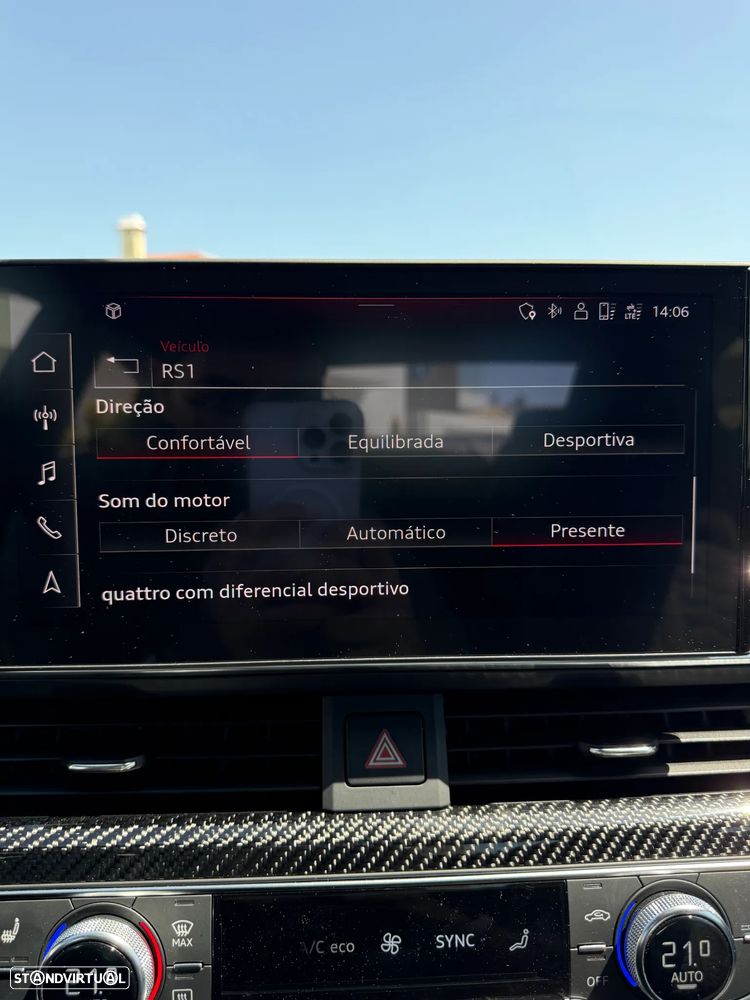 LTE 14:06
Veículo
RS1
Direção
Confortável Equilibrada Desportiva
Som do motor
Discreto Automático Presente
quattro com diferencial desportivo
MAX
/C eco SYNC
OFF
21.0
AUTO
STANDVIRTUAL